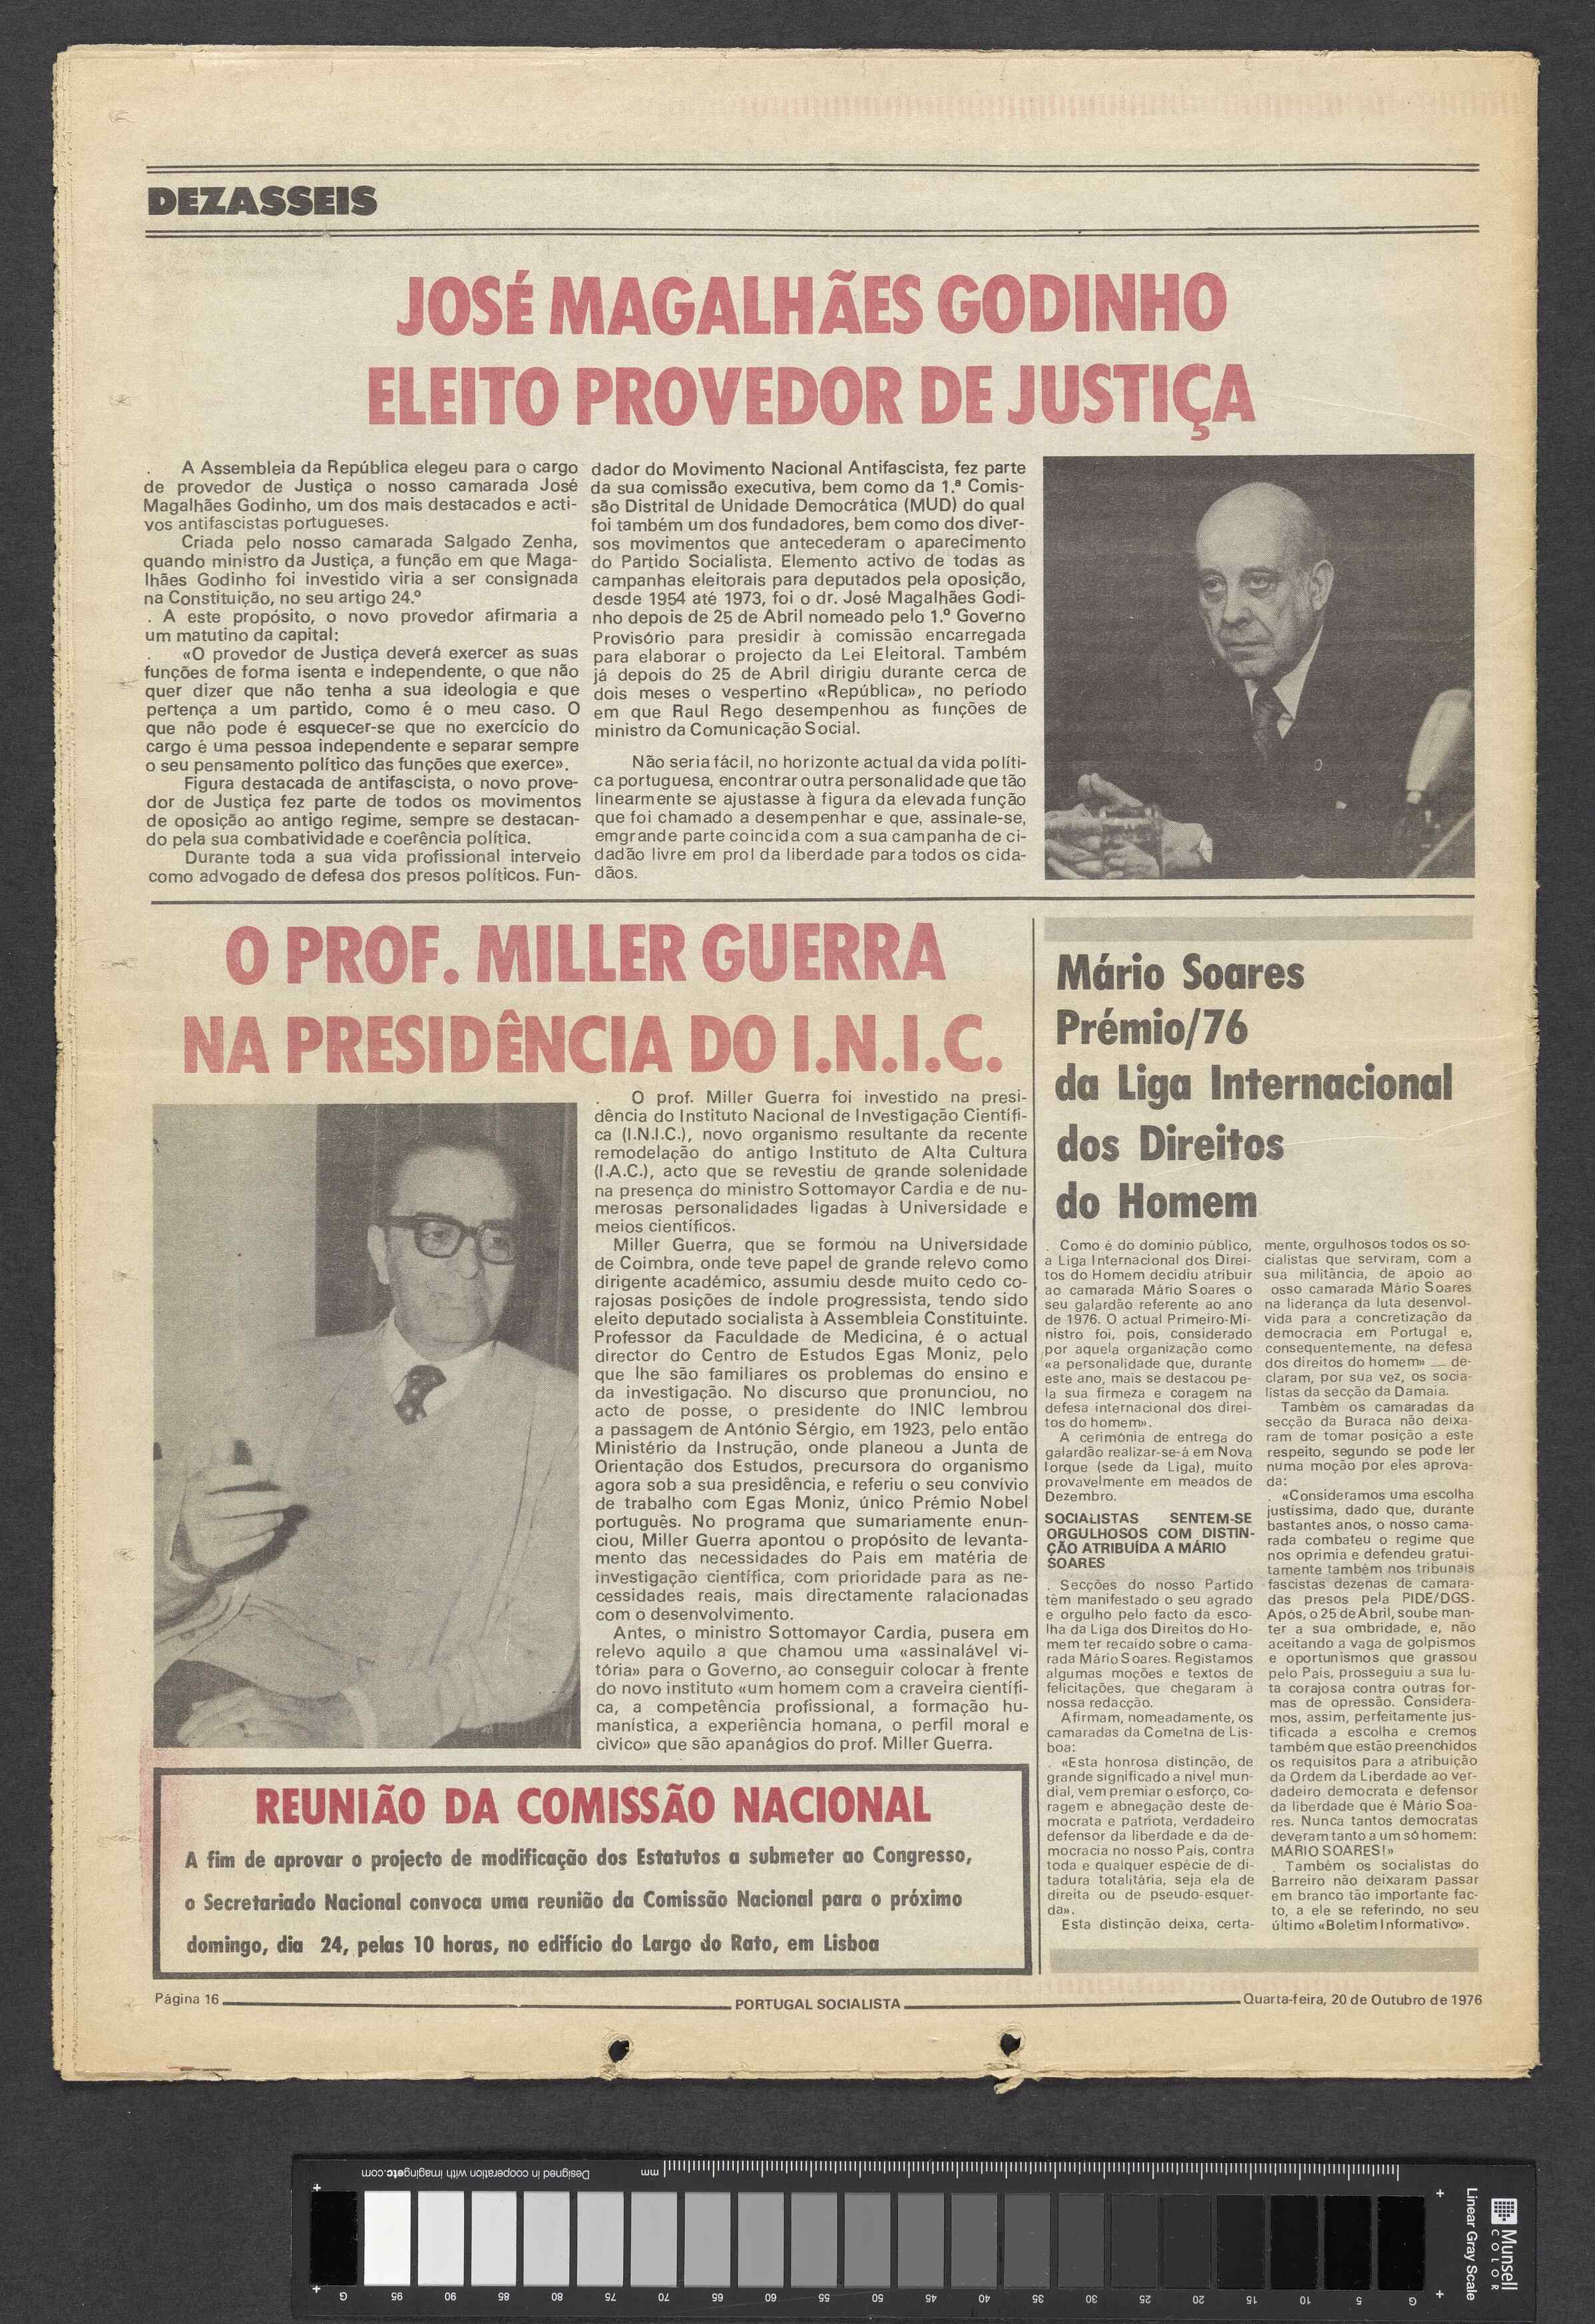 DEZASSEIS
JOSÉ MAGALHÃES GODINHO
ELEITO PROVEDOR DE JUSTIÇA
A Assembleia da República elegeu para o cargo
de provedor de Justiça o nosso camarada José
Magalhães Godinho, um dos mais destacados e acti-
vos antifascistas portugueses.
Criada pelo nosso camarada Salgado Zenha,
quando ministro da Justiça, a função em que Maga-
lhães Godinho foi investido viria a ser consignada
na Constituição, no seu artigo 24.º
. A este propósito, o novo provedor afirmaria a
um matutino da capital:
«O provedor de Justiça deverá exercer as suas
funções de forma isenta e independente, o que não
quer dizer que não tenha a sua ideologia e que
pertença a um partido, como é o meu caso. O
que não pode é esquecer-se que no exercício do
cargo é uma pessoa independente e separar sempre
o seu pensamento político das funções que exerce».
Figura destacada de antifascista, o novo prove-
dor de Justiça fez parte de todos os movimentos
de oposição ao antigo regime, sempre se destacan-
do pela sua combatividade e coerência política.
Durante toda a sua vida profissional interveio
como advogado de defesa dos presos políticos. Fun-
dador do Movimento Nacional Antifascista, fez parte
da sua comissão executiva, bem como da 1.ª Comis-
são Distrital de Unidade Democrática (MUD) do qual
foi também um dos fundadores, bem como dos diver-
sos movimentos que antecederam o aparecimento
do Partido Socialista. Elemento activo de todas as
campanhas eleitorais para deputados pela oposição,
desde 1954 até 1973, foi o dr. José Magalhães Godi-
nho depois de 25 de Abril nomeado pelo 1.º Governo
Provisório para presidir à comissão encarregada
para elaborar o projecto da Lei Eleitoral. Também
já depois do 25 de Abril dirigiu durante cerca de
dois meses o vespertino «República», no período
em que Raul Rego desempenhou as funções de
ministro da Comunicação Social.
Não seria fácil, no horizonte actual da vida políti-
ca portuguesa, encontrar outra personalidade que tão
linearmente se ajustasse à figura da elevada função
que foi chamado a desempenhar e que, assinale-se,
emgrande parte coincida com a sua campanha de ci-
dadão livre em prol da liberdade para todos os cida-
dãos.
O PROF. MILLER GUERRA
NA PRESIDÊNCIA DO I.N.I.C.
O prof. Miller Guerra foi investido na presi-
dência do Instituto Nacional de Investigação Científi-
ca (I.N.I.C.), novo organismo resultante da recente
remodelação do antigo Instituto de Alta Cultura
(I.A.C.), acto que se revestiu de grande solenidade
na presença do ministro Sottomayor Cardia e de nu-
merosas personalidades ligadas à Universidade e
meios científicos.
Miller Guerra, que se formou na Universidade
de Coimbra, onde teve papel de grande relevo como
dirigente académico, assumiu desde muito cedo co-
rajosas posições de índole progressista, tendo sido
eleito deputado socialista à Assembleia Constituinte.
Professor da Faculdade de Medicina, é o actual
director do Centro de Estudos Egas Moniz, pelo
que lhe são familiares os problemas do ensino e
da investigação. No discurso que pronunciou, no
acto de posse, o presidente do INIC lembrou
a passagem de António Sérgio, em 1923, pelo então
Ministério da Instrução, onde planeou a Junta de
Orientação dos Estudos, precursora do organismo
agora sob a sua presidência, e referiu o seu convívio
de trabalho com Egas Moniz, único Prémio Nobel
português. No programa que sumariamente enun-
ciou, Miller Guerra apontou o propósito de levanta-
mento das necessidades do País em matéria de
investigação científica, com prioridade para as ne-
cessidades reais, mais directamente ralacionadas
com o desenvolvimento.
Antes, o ministro Sottomayor Cardia, pusera em
relevo aquilo a que chamou uma «assinalável vi-
tória» para o Governo, ao conseguir colocar à frente
do novo instituto «um homem com a craveira científi-
ca, a competência profissional, a formação hu-
manística, a experiência homana, o perfil moral e
cívico» que são apanágios do prof. Miller Guerra.
REUNIÃO DA COMISSÃO NACIONAL
A fim de aprovar o projecto de modificação dos Estatutos a submeter ao Congresso,
o Secretariado Nacional convoca uma reunião da Comissão Nacional para o próximo
domingo, dia 24, pelas 10 horas, no edifício do Largo do Rato, em Lisboa
Mário Soares
Prémio/76
da Liga Internacional
dos Direitos
do Homem
Como é do domínio público,
a Liga Internacional dos Direi-
tos do Homem decidiu atribuir
ao camarada Mário Soares o
seu galardão referente ao ano
de 1976. O actual Primeiro-Mi-
nistro foi, pois, considerado
por aquela organização como
«a personalidade que, durante
este ano, mais se destacou pe-
la sua firmeza e coragem na
defesa internacional dos direi-
tos do homem».
A cerimónia de entrega do
galardão realizar-se-á em Nova
Iorque (sede da Liga), muito
provavelmente em meados de
Dezembro.
SOCIALISTAS SENTEM-SE
ORGULHOSOS COM DISTIN-
ÇÃO ATRIBUÍDA A MÁRIO
SOARES
Secções do nosso Partido
têm manifestado o seu agrado
e orgulho pelo facto da esco-
lha da Liga dos Direitos do Ho-
mem ter recaído sobre o cama-
rada Mário Soares. Registamos
algumas moções e textos de
felicitações, que chegaram à
nossa redacção.
Afirmam, nomeadamente, os
camaradas da Cometna de Lis-
boa:
«Esta honrosa distinção, de
grande significado a nível mun-
dial, vem premiar o esforço, co-
ragem e abnegação deste de-
mocrata e patriota, verdadeiro
defensor da liberdade e da de-
mocracia no nosso País, contra
toda e qualquer espécie de di-
tadura totalitária, seja ela de
direita ou de pseudo-esquer-
da».
Esta distinção deixa, certa-
mente, orgulhosos todos os so-
cialistas que serviram, com a
sua militância, de apoio ao
osso camarada Mário Soares
na liderança da luta desenvol-
vida para a concretização da
democracia em Portugal e,
consequentemente, na defesa
dos direitos do homem» — de-
claram, por sua vez, os socia-
listas da secção da Damaia.
Também os camaradas da
secção da Buraca não deixa-
ram de tomar posição a este
respeito, segundo se pode ler
numa moção por eles aprova-
da:
«Consideramos uma escolha
justíssima, dado que, durante
bastantes anos, o nosso cama-
rada combateu o regime que
nos oprimia e defendeu gratui-
tamente também nos tribunais
fascistas dezenas de camara-
das presos pela PIDE/DGS.
Após, o 25 de Abril, soube man-
ter a sua ombridade, e, não
aceitando a vaga de golpismos
e oportunismos que grassou
pelo País, prosseguiu a sua lu-
ta corajosa contra outras for-
mas de opressão. Considera-
mos, assim, perfeitamente jus-
tificada a escolha e cremos
também que estão preenchidos
os requisitos para a atribuição
da Ordem da Liberdade ao ver-
dadeiro democrata e defensor
da liberdade que é Mário Soa-
res. Nunca tantos democratas
deveram tanto a um só homem:
MÁRIO SOARES!»
Também os socialistas do
Barreiro não deixaram passar
em branco tão importante fac-
to, a ele se referindo, no seu
último «Boletim Informativo».
Página 16
PORTUGAL SOCIALISTA
Quarta-feira, 20 de Outubro de 1976
Designed in cooperation with imagingetc.com
mm
G 95 90 85 80 75 70 65 60 55 50 45 40 35 30 25 20 15 10 5 G
Linear Gray Scale
Munsell
COLOR